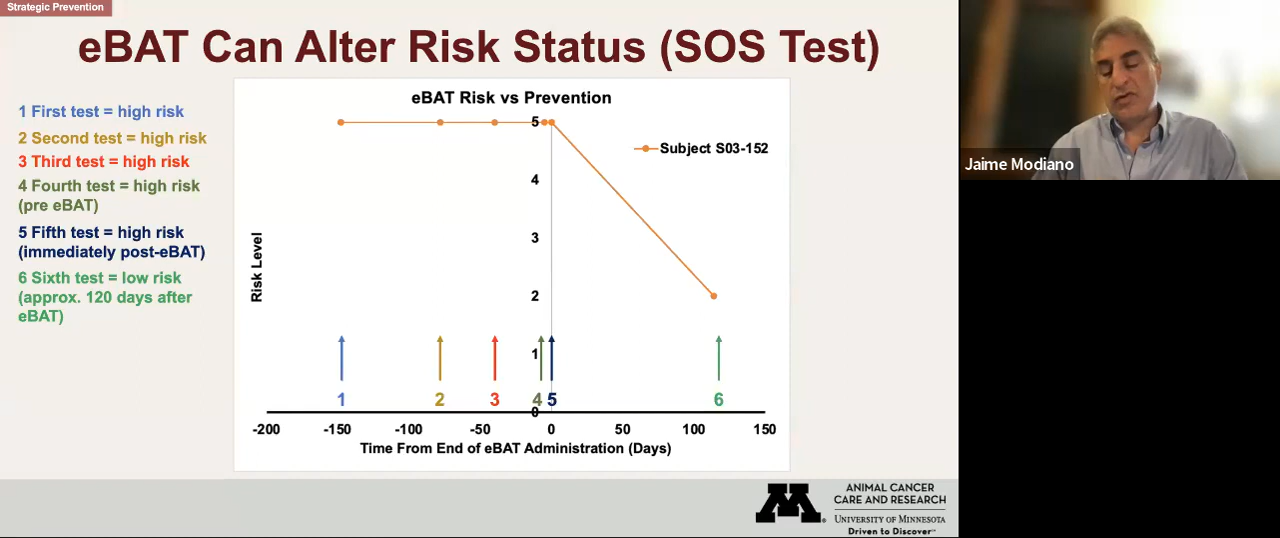 Strategic Prevention
eBAT Can Alter Risk Status (SOS Test)
1 First test = high risk
2 Second test = high risk
3 Third test = high risk
4 Fourth test = high risk
(pre eBAT)
5 Fifth test = high risk
(immediately post-eBAT)
6 Sixth test = low risk
(approx. 120 days after
eBAT)
eBAT Risk vs Prevention
5
Subject S03-152
4
3
2
1
0
Risk Level
1 2 3 4 5 6
-200 -150 -100 -50 0 50 100 150
Time From End of eBAT Administration (Days)
Jaime Modiano
M
ANIMAL CANCER
CARE AND RESEARCH
UNIVERSITY OF MINNESOTA
Driven to Discover℠